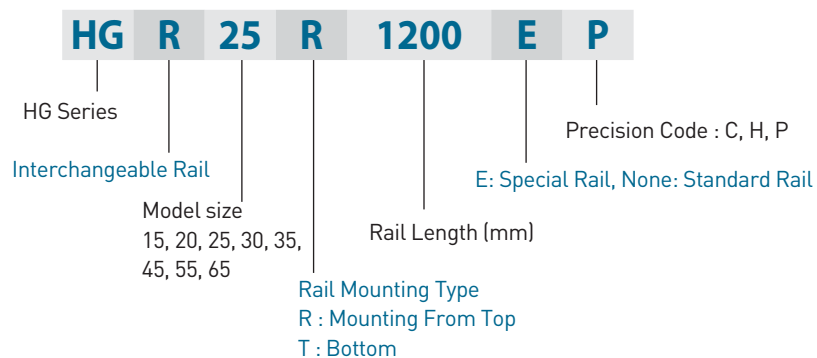 HG R 25 R 1200 E P
HG Series
Precision Code : C, H, P
Interchangeable Rail
E: Special Rail, None: Standard Rail
Model size
15, 20, 25, 30, 35,
45, 55, 65
Rail Length (mm)
Rail Mounting Type
R : Mounting From Top
T : Bottom